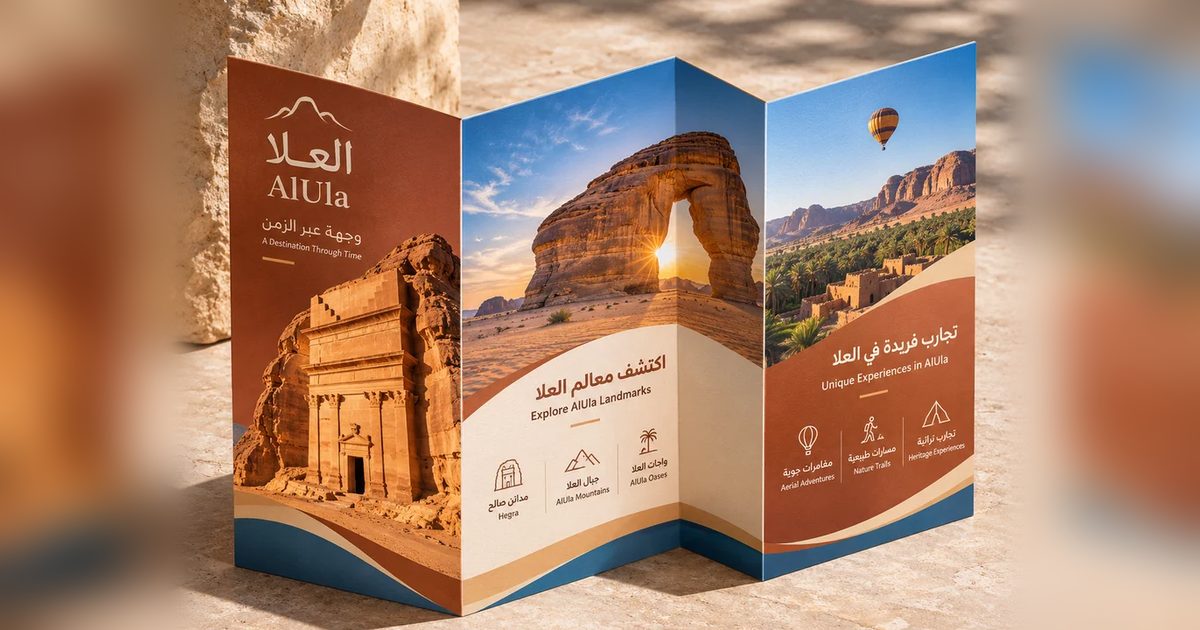 العلا
AlUla
وجهة عبر الزمن
A Destination Through Time
اكتشف معالم العلا
Explore AlUla Landmarks
مدائن صالح
Hegra
جبال العلا
AlUla Mountains
واحات العلا
AlUla Oases
تجارب فريدة في العلا
Unique Experiences in AlUla
مغامرات جوية
Aerial Adventures
مسارات طبيعية
Nature Trails
تجارب تراثية
Heritage Experiences